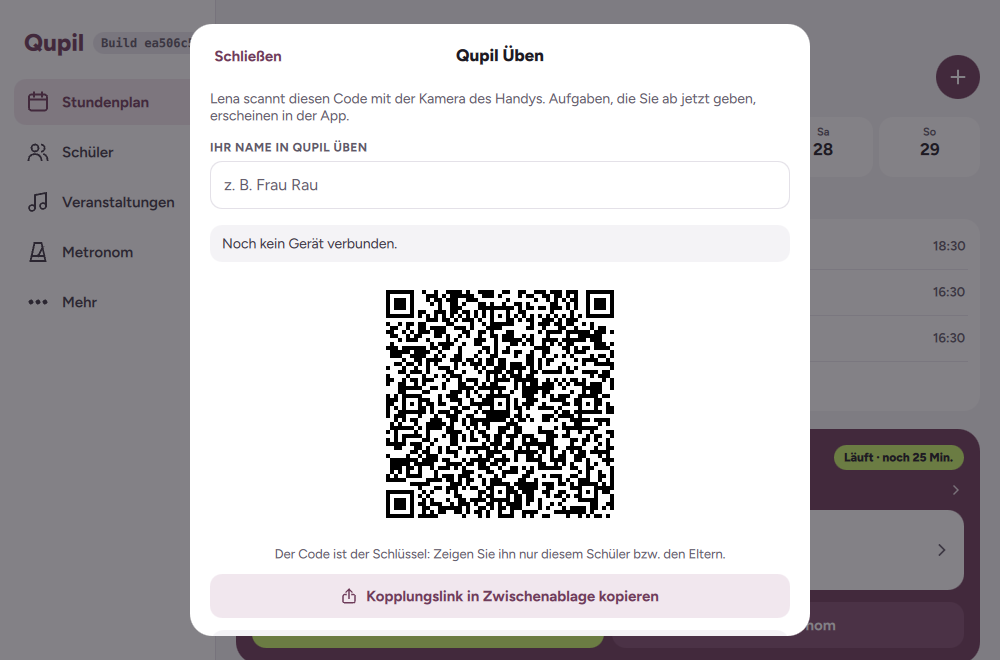 Qupil
Build ea506c5
Stundenplan
Schüler
Veranstaltungen
Metronom
Mehr
Schließen
Qupil Üben
Lena scannt diesen Code mit der Kamera des Handys. Aufgaben, die Sie ab jetzt geben,
erscheinen in der App.
IHR NAME IN QUPIL ÜBEN
z. B. Frau Rau
Noch kein Gerät verbunden.
Der Code ist der Schlüssel: Zeigen Sie ihn nur diesem Schüler bzw. den Eltern.
Kopplungslink in Zwischenablage kopieren
Sa
28
So
29
18:30
16:30
16:30
Läuft · noch 25 Min.
nom